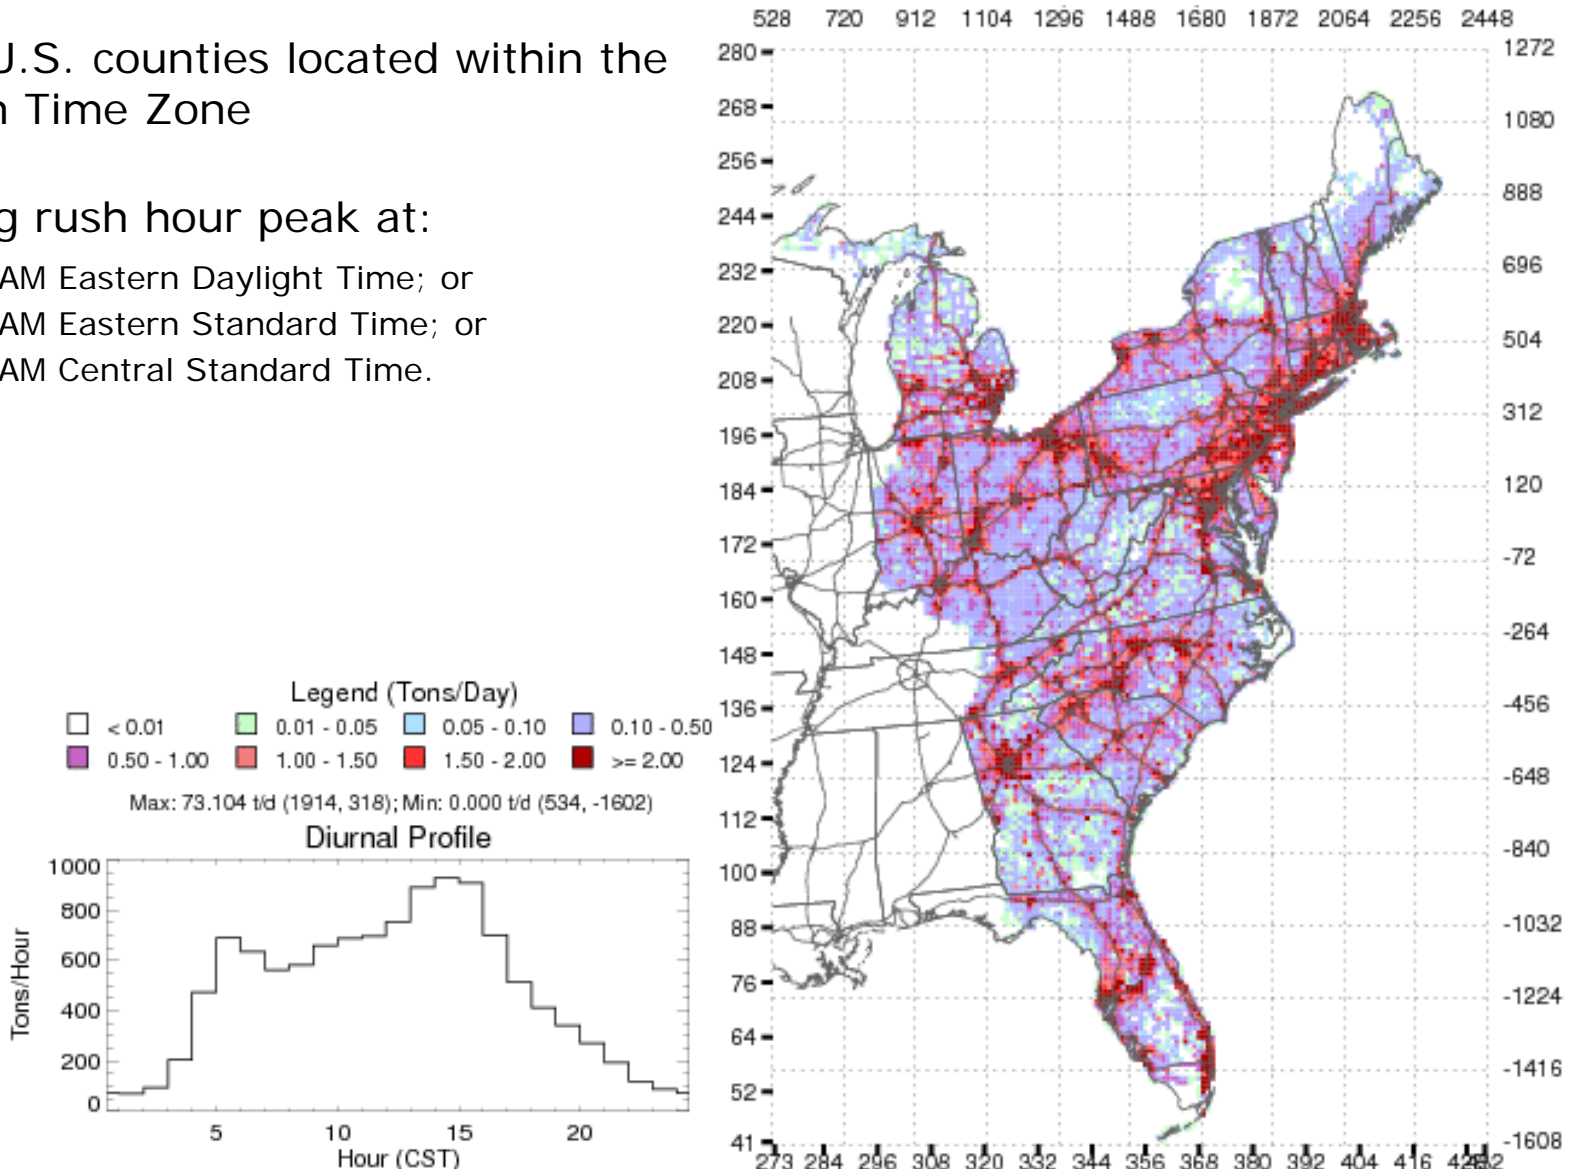 J.S. counties located within the
n Time Zone
g rush hour peak at:
AM Eastern Daylight Time; or
AM Eastern Standard Time; or
AM Central Standard Time.
Legend (Tons/Day)
< 0.01 0.01 - 0.05 0.05 - 0.10 0.10 - 0.50
0.50 - 1.00 1.00 - 1.50 1.50 - 2.00 >= 2.00
Max: 73.104 t/d (1914, 318); Min: 0.000 t/d (534, -1602)
Diurnal Profile
1000
800
600
400
200
0
Tons/Hour
5 10 15 20
Hour (CST)
528 720 912 1104 1296 1488 1680 1872 2064 2256 2448
280 1272
268 1080
256
244 888
232 696
220 504
208
196 312
184 120
172 -72
160
148 -264
136 -456
124 -648
112
100 -840
88 -1032
76 -1224
64
52 -1416
41 -1608
273 284 296 308 320 332 344 356 368 380 392 404 416